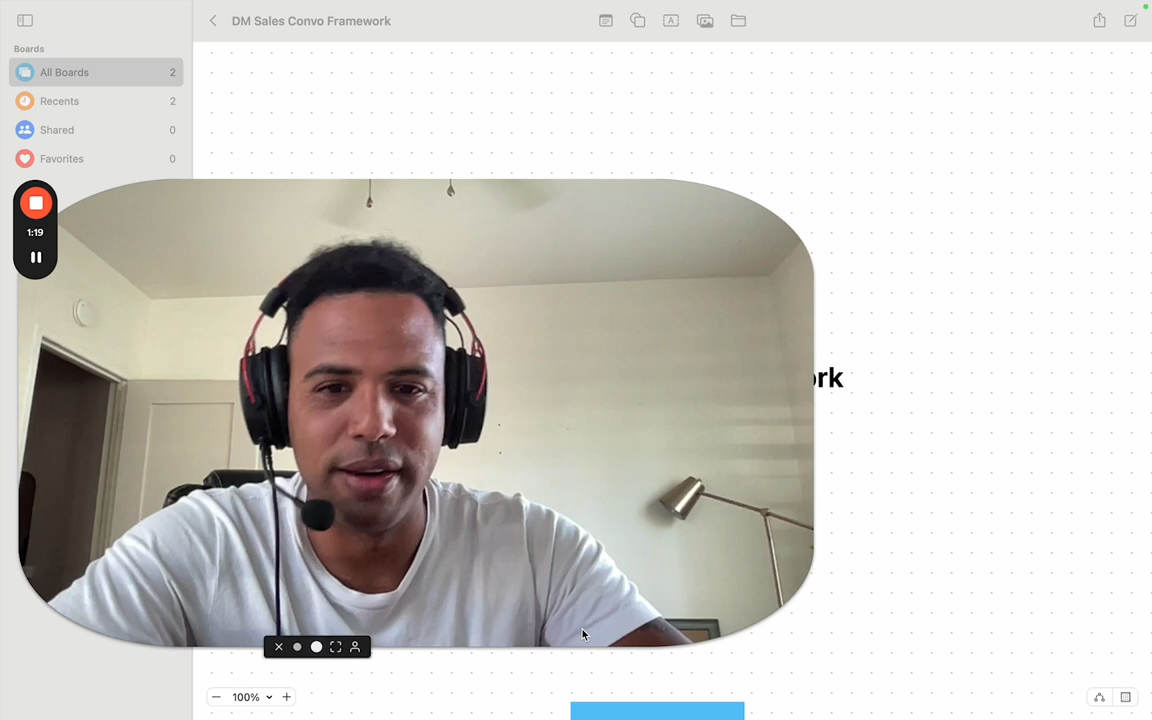 DM Sales Convo Framework
Boards
All Boards 2
Recents 2
Shared 0
Favorites 0
1:19
ork
100%